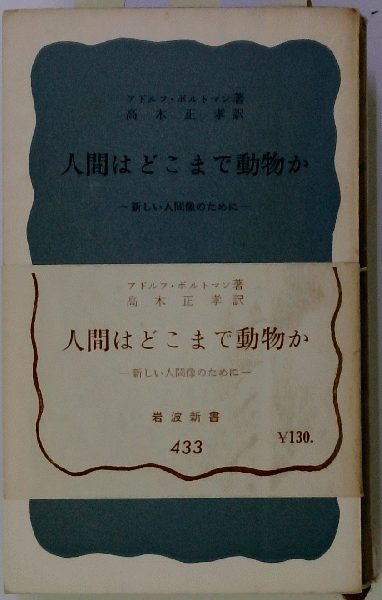 アドルフ・ポルトマン著
高木正孝訳
人間はどこまで動物か
―新しい人間像のために―
アドルフ・ポルトマン著
高木正孝訳
人間はどこまで動物か
―新しい人間像のために―
岩波新書
433
¥130.